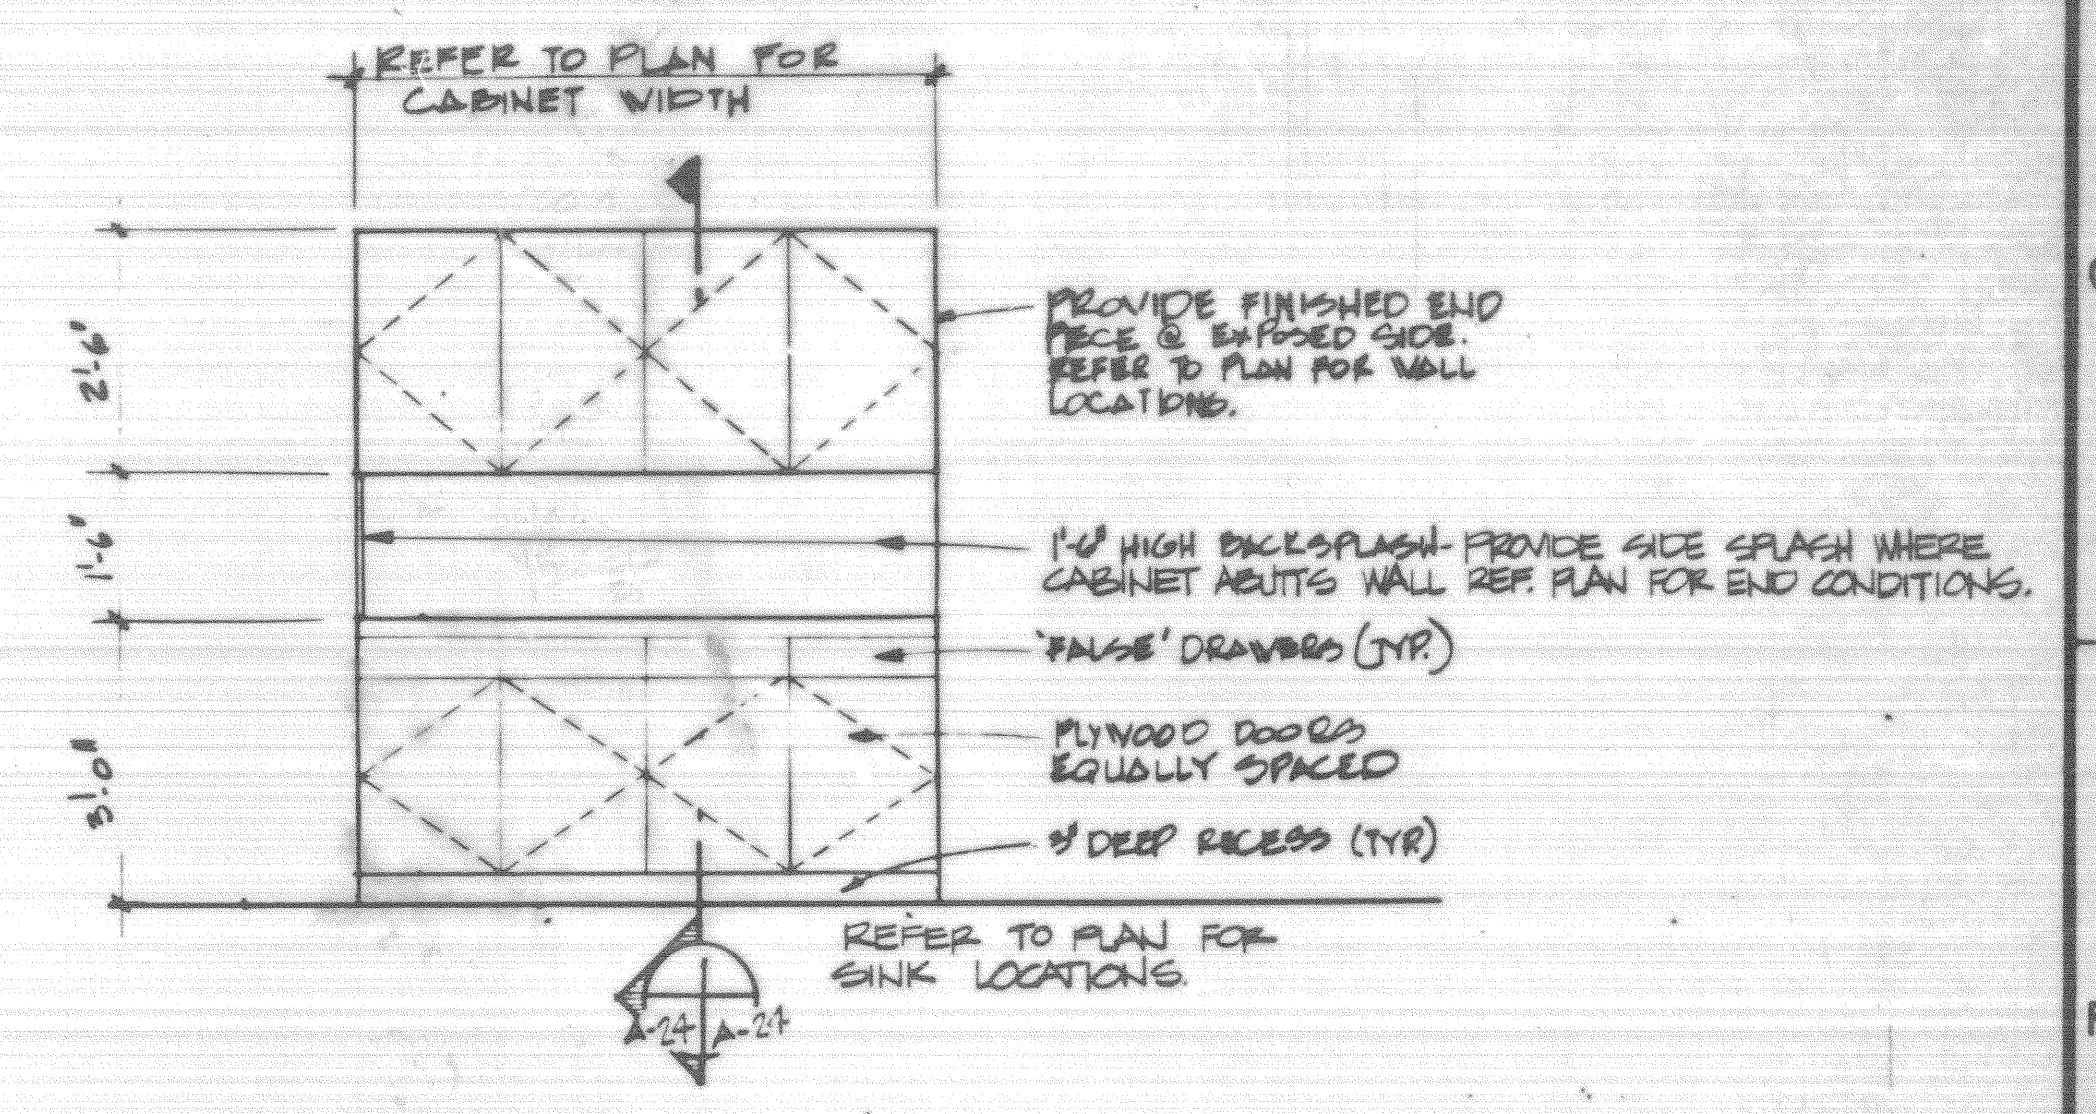 REFER TO PLAN FOR
CABINET WIDTH
2'-6"
PROVIDE FINISHED END
PIECE @ EXPOSED SIDE.
REFER TO PLAN FOR WALL
LOCATIONS.
1'-6"
1'-6" HIGH BACKSPLASH- PROVIDE SIDE SPLASH WHERE
CABINET ABUTTS WALL REF. PLAN FOR END CONDITIONS.
'FALSE' DRAWERS (TYP.)
PLYWOOD DOORS
EQUALLY SPACED
3'-0"
3" DEEP RECESS (TYP.)
REFER TO PLAN FOR
SINK LOCATIONS.
A-24 A-24